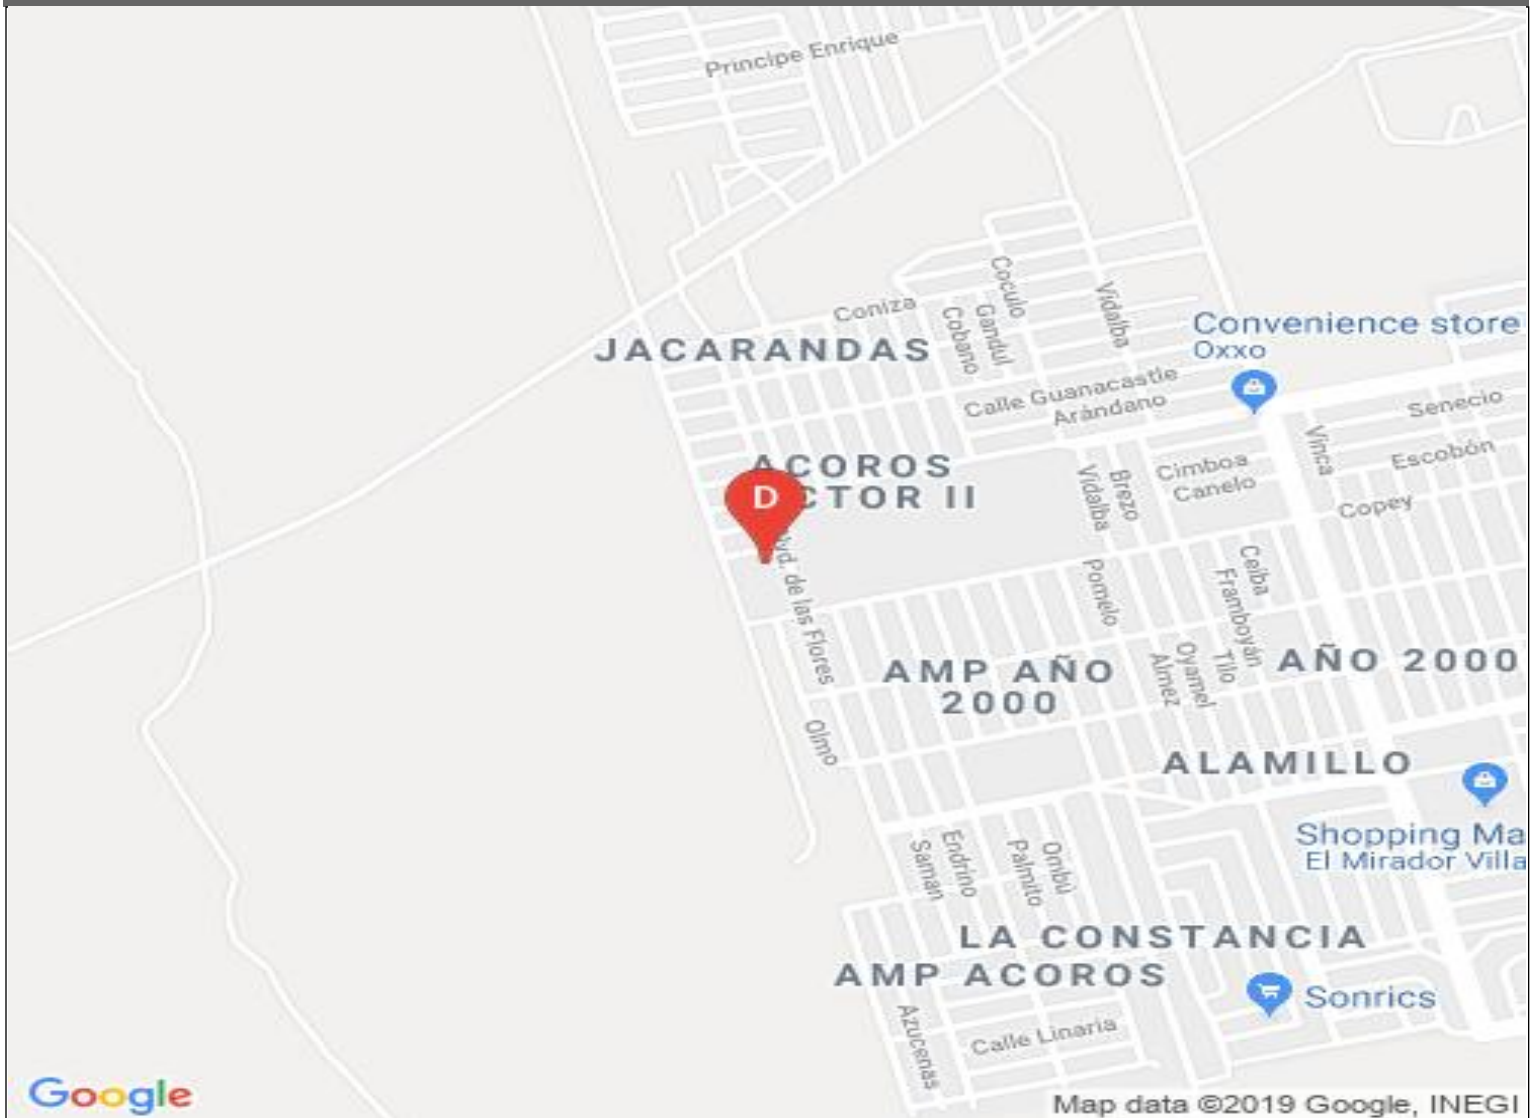 Principe Enrique
Coniza
Coculo
Gandul
Cobano
Vidalba
Convenience store
Oxxo
JACARANDAS
Calle Guanacastle
Arándano
Senecio
Vinca
Escobón
ACOROS
CTOR II
D
Cimboa
Canelo
Brezo
Vidalba
Copey
de las Flores
Pomelo
Ceiba
Framboyán
Tilo
Oyamel
Almez
AMP AÑO
2000
AÑO 2000
Olmo
ALAMILLO
Shopping Ma
El Mirador Villa
Endrino
Saman
Ombú
Palmito
LA CONSTANCIA
AMP ACOROS
Sonrics
Azucenas
Calle Linaria
Google
Map data ©2019 Google, INEGI